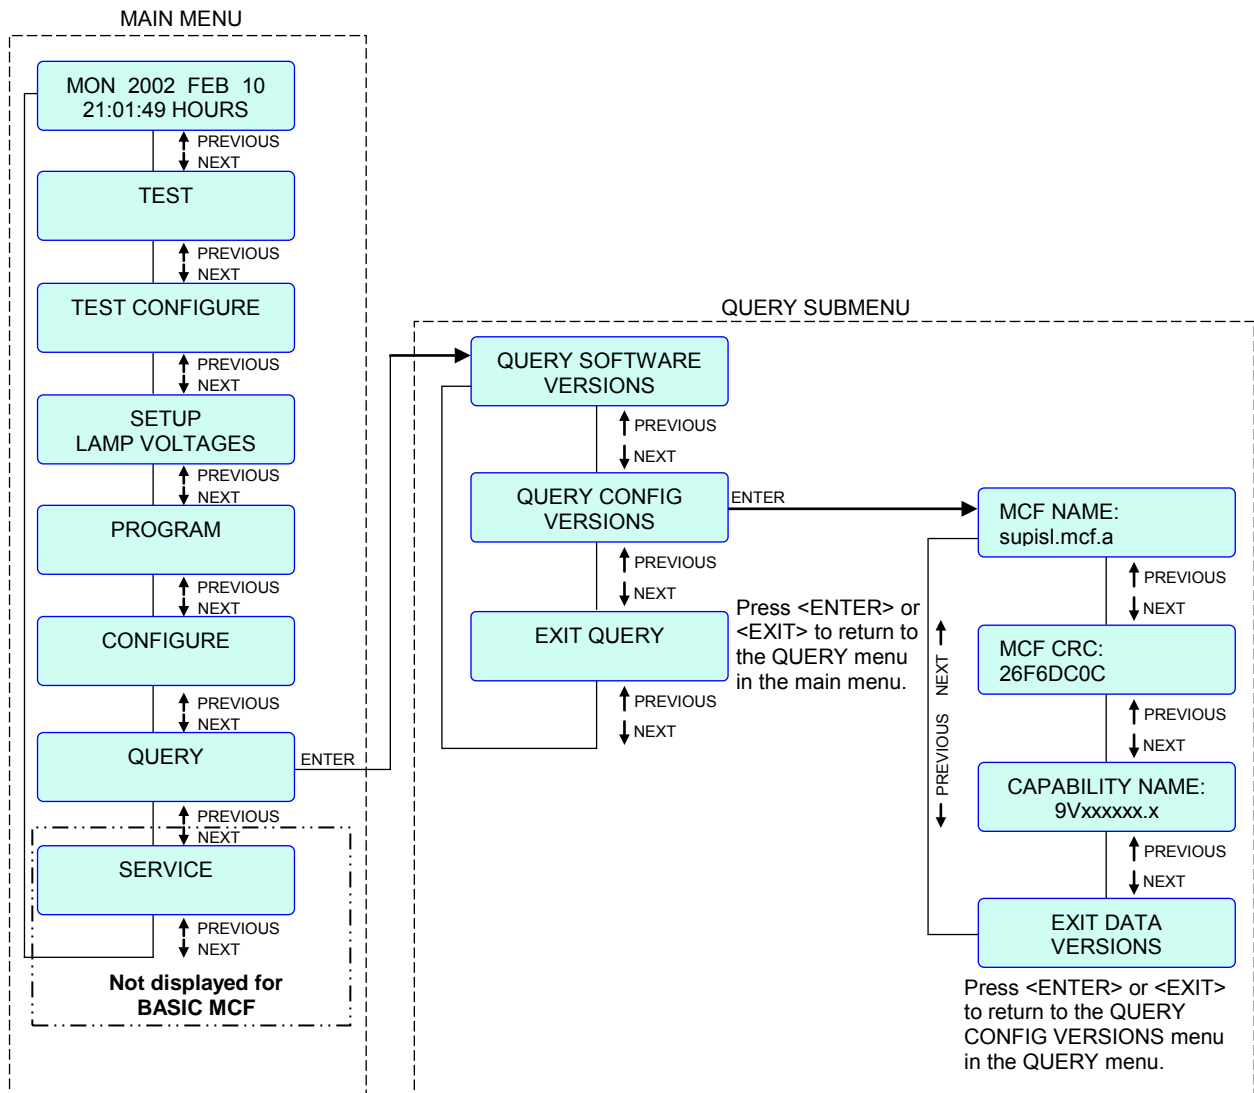 MAIN MENU
MON 2002 FEB 10
21:01:49 HOURS
PREVIOUS
NEXT
TEST
PREVIOUS
NEXT
TEST CONFIGURE
PREVIOUS
NEXT
SETUP
LAMP VOLTAGES
PREVIOUS
NEXT
PROGRAM
PREVIOUS
NEXT
CONFIGURE
PREVIOUS
NEXT
QUERY
ENTER
PREVIOUS
NEXT
SERVICE
PREVIOUS
NEXT
Not displayed for
BASIC MCF
QUERY SUBMENU
QUERY SOFTWARE
VERSIONS
PREVIOUS
NEXT
QUERY CONFIG
VERSIONS
ENTER
PREVIOUS
NEXT
EXIT QUERY
PREVIOUS
NEXT
Press <ENTER> or
<EXIT> to return to
the QUERY menu
in the main menu.
MCF NAME:
supisl.mcf.a
PREVIOUS
NEXT
MCF CRC:
26F6DC0C
PREVIOUS
NEXT
CAPABILITY NAME:
9Vxxxxxx.x
PREVIOUS
NEXT
EXIT DATA
VERSIONS
PREVIOUS NEXT
Press <ENTER> or <EXIT>
to return to the QUERY
CONFIG VERSIONS menu
in the QUERY menu.